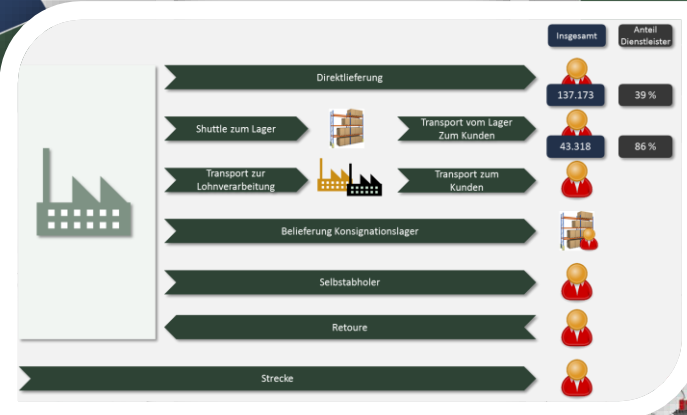 Insgesamt
Anteil
Dienstleister
Direktlieferung
137.173
39 %
Shuttle zum Lager
Transport vom Lager
Zum Kunden
43.318
86 %
Transport zur
Lohnverarbeitung
Transport zum
Kunden
Belieferung Konsignationslager
Selbstabholer
Retoure
Strecke